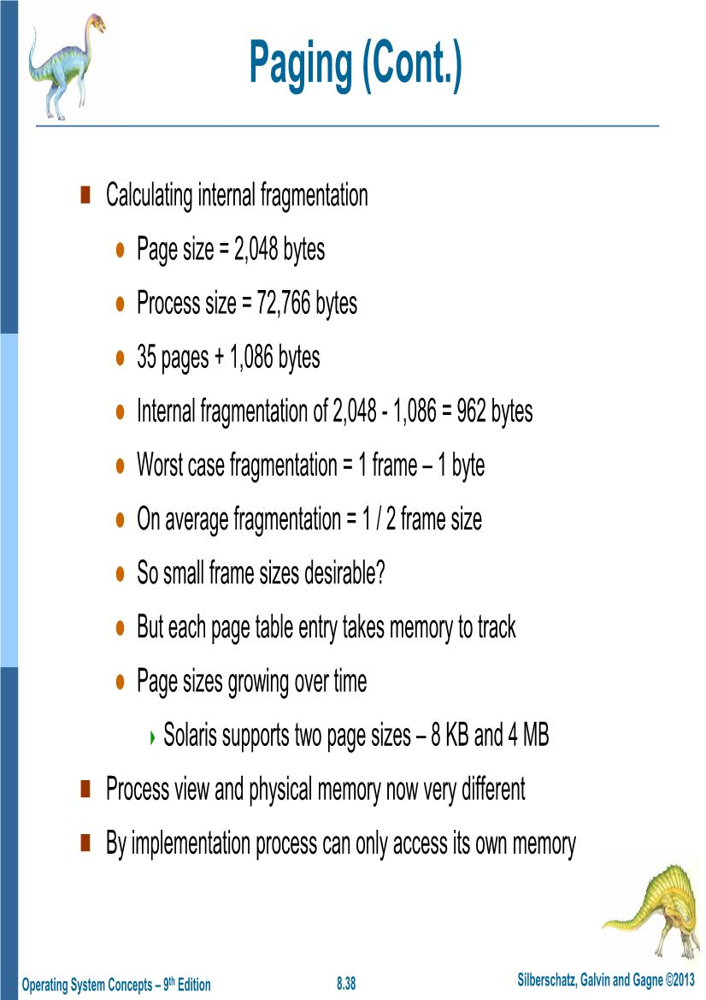 Paging (Cont.)
Calculating internal fragmentation
Page size = 2,048 bytes
Process size = 72,766 bytes
35 pages + 1,086 bytes
Internal fragmentation of 2,048 - 1,086 = 962 bytes
Worst case fragmentation = 1 frame – 1 byte
On average fragmentation = 1 / 2 frame size
So small frame sizes desirable?
But each page table entry takes memory to track
Page sizes growing over time
Solaris supports two page sizes – 8 KB and 4 MB
Process view and physical memory now very different
By implementation process can only access its own memory
Operating System Concepts – 9th Edition
8.38
Silberschatz, Galvin and Gagne ©2013